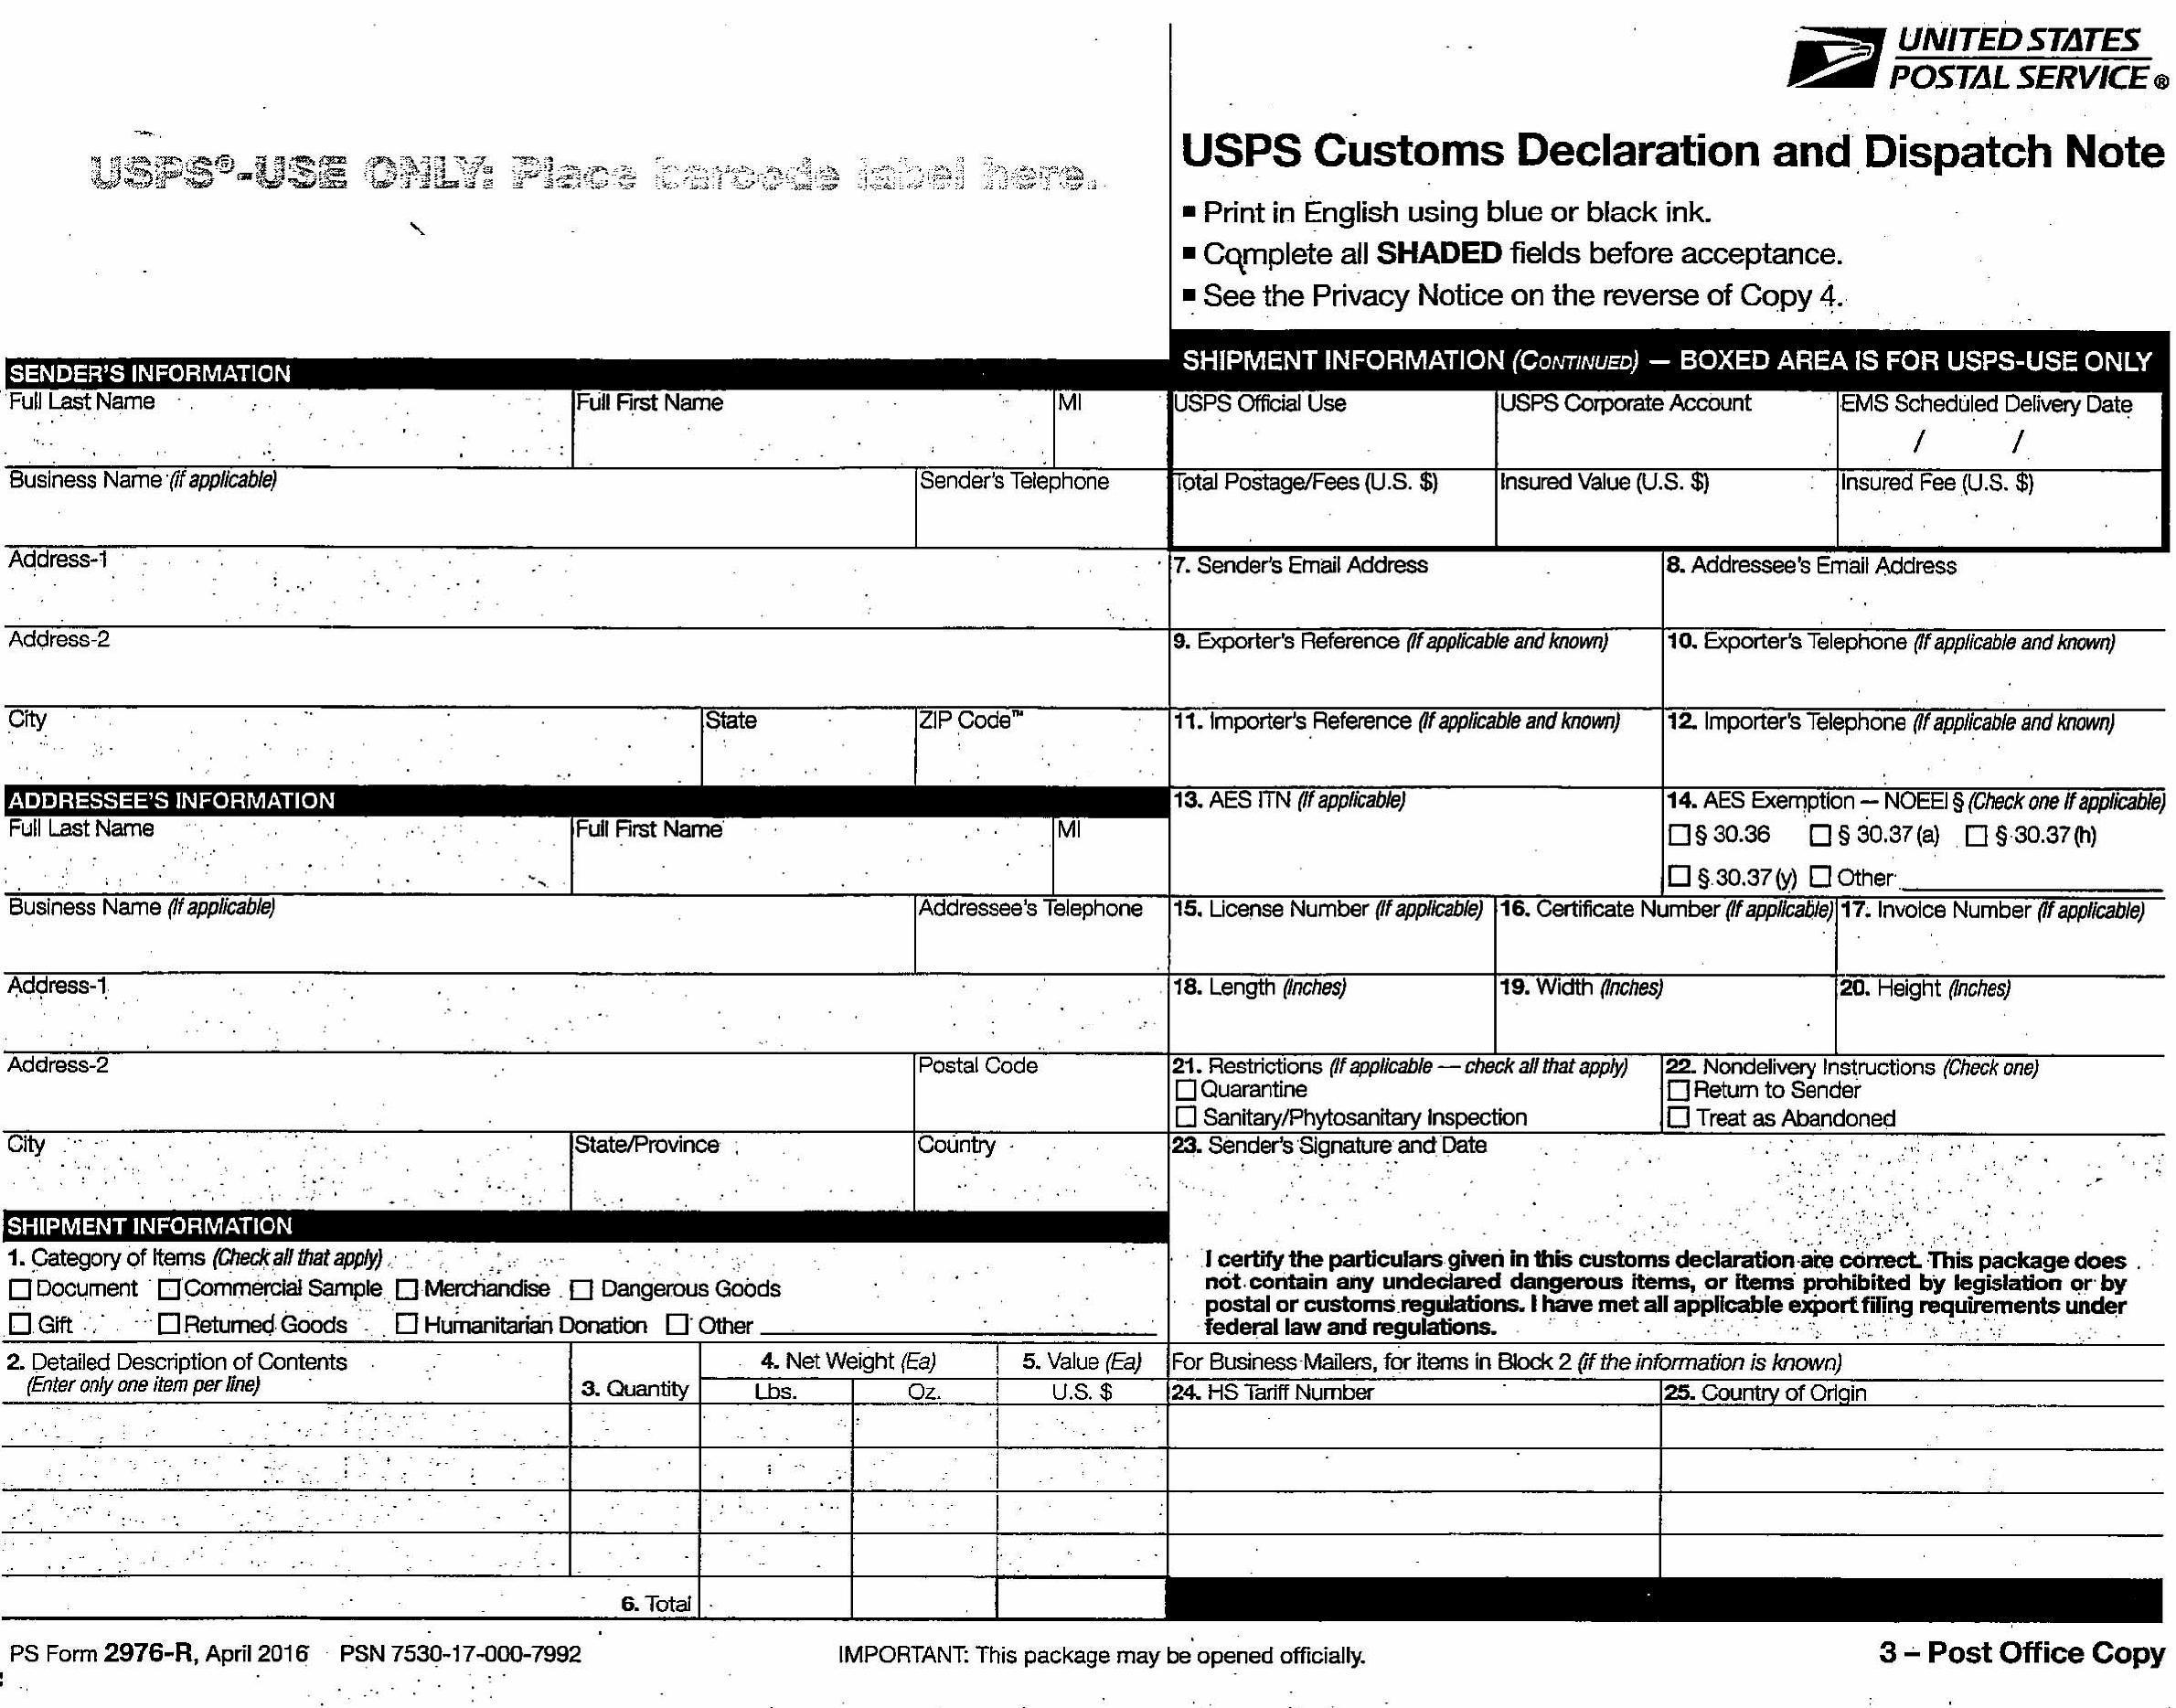 UNITED STATES
POSTAL SERVICE®
USPS®-USE ONLY: Place barcode label here.
USPS Customs Declaration and Dispatch Note
■ Print in English using blue or black ink.
■ Complete all SHADED fields before acceptance.
■ See the Privacy Notice on the reverse of Copy 4.
SENDER'S INFORMATION
Full Last Name Full First Name MI
Business Name (if applicable) Sender's Telephone
Address-1
Address-2
City State ZIP Code™
ADDRESSEE'S INFORMATION
Full Last Name Full First Name MI
Business Name (If applicable) Addressee's Telephone
Address-1
Address-2 Postal Code
City State/Province Country
SHIPMENT INFORMATION
1. Category of Items (Check all that apply)
☐ Document ☐ Commercial Sample ☐ Merchandise ☐ Dangerous Goods
☐ Gift ☐ Returned Goods ☐ Humanitarian Donation ☐ Other
2. Detailed Description of Contents
(Enter only one item per line)
3. Quantity
4. Net Weight (Ea)
Lbs. Oz.
5. Value (Ea)
U.S. $
6. Total
SHIPMENT INFORMATION (CONTINUED) — BOXED AREA IS FOR USPS-USE ONLY
USPS Official Use USPS Corporate Account EMS Scheduled Delivery Date
/ /
Total Postage/Fees (U.S. $) Insured Value (U.S. $) Insured Fee (U.S. $)
7. Sender's Email Address 8. Addressee's Email Address
9. Exporter's Reference (If applicable and known) 10. Exporter's Telephone (If applicable and known)
11. Importer's Reference (If applicable and known) 12. Importer's Telephone (If applicable and known)
13. AES ITN (If applicable) 14. AES Exemption — NOEEI § (Check one if applicable)
☐ § 30.36 ☐ § 30.37 (a) ☐ § 30.37 (h)
☐ § 30.37 (y) ☐ Other
15. License Number (If applicable) 16. Certificate Number (If applicable) 17. Invoice Number (If applicable)
18. Length (Inches) 19. Width (Inches) 20. Height (Inches)
21. Restrictions (If applicable — check all that apply) 22. Nondelivery Instructions (Check one)
☐ Quarantine ☐ Return to Sender
☐ Sanitary/Phytosanitary Inspection ☐ Treat as Abandoned
23. Sender's Signature and Date
I certify the particulars given in this customs declaration are correct. This package does
not contain any undeclared dangerous items, or items prohibited by legislation or by
postal or customs regulations. I have met all applicable export filing requirements under
federal law and regulations.
For Business Mailers, for items in Block 2 (if the information is known)
24. HS Tariff Number 25. Country of Origin
PS Form 2976-R, April 2016 PSN 7530-17-000-7992 IMPORTANT: This package may be opened officially. 3 – Post Office Copy